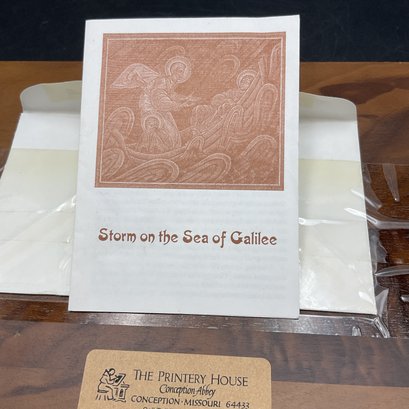 Storm on the Sea of Galilee
THE PRINTERY HOUSE
Conception Abbey
CONCEPTION · MISSOURI 64433